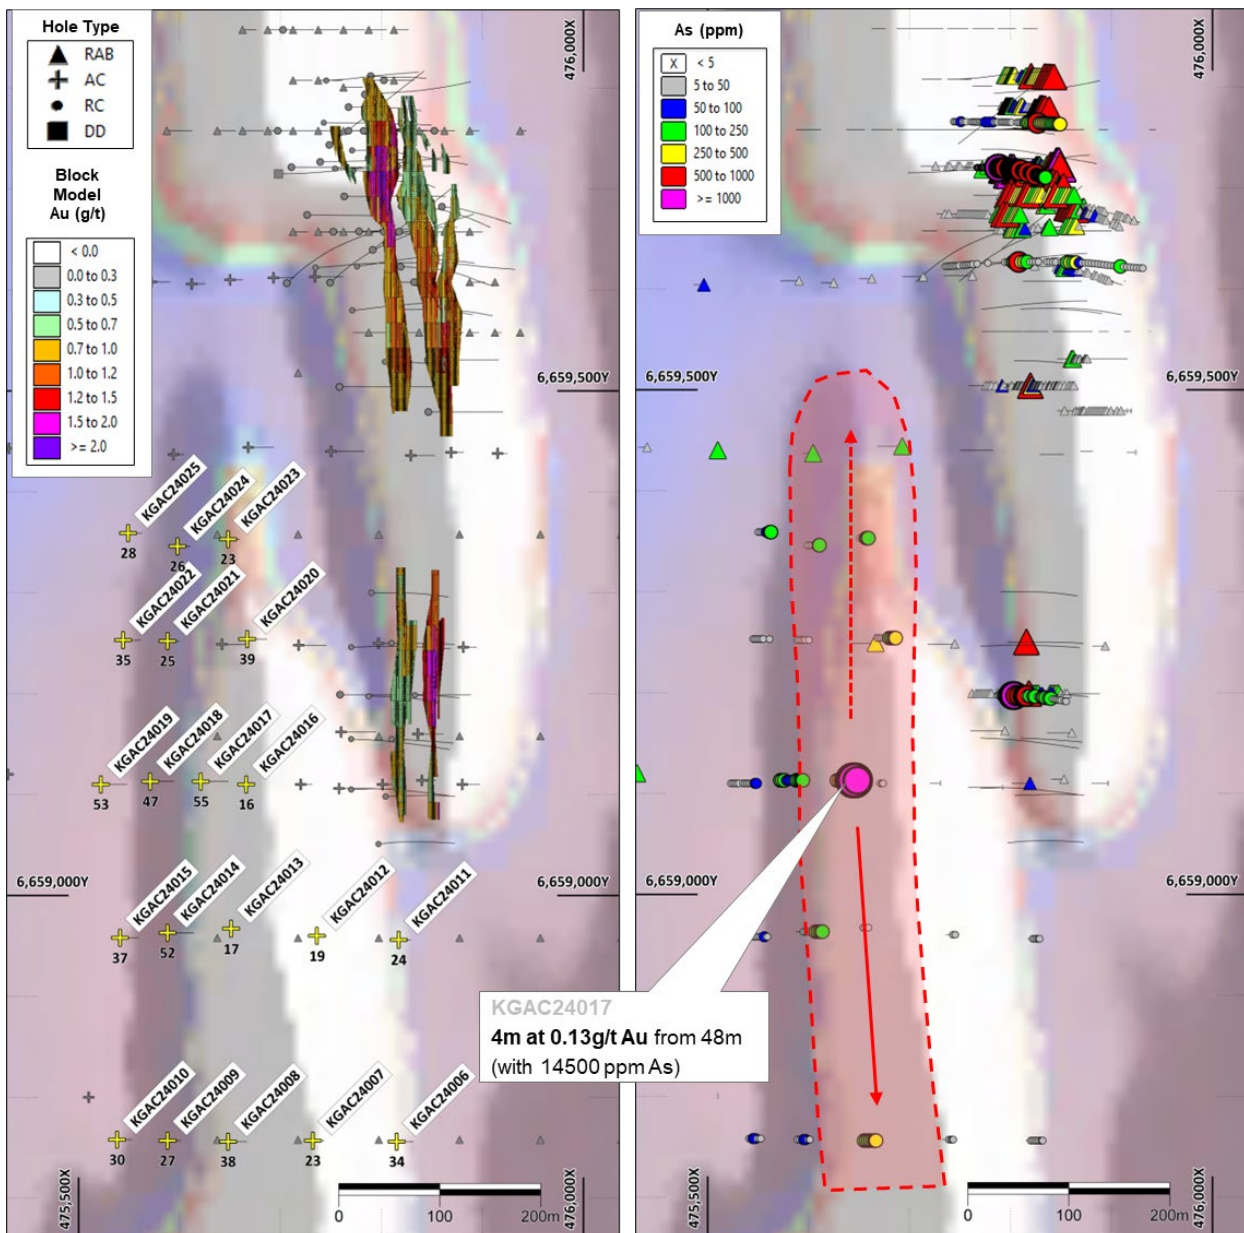 Hole Type
RAB
AC
RC
DD
Block
Model
Au (g/t)
< 0.0
0.0 to 0.3
0.3 to 0.5
0.5 to 0.7
0.7 to 1.0
1.0 to 1.2
1.2 to 1.5
1.5 to 2.0
>= 2.0
476,000X
6,659,500Y
KGAC24025
KGAC24024
KGAC24023
28
26
23
KGAC24022
KGAC24021
KGAC24020
35
25
39
KGAC24019
KGAC24018
KGAC24017
KGAC24016
53
47
55
16
6,659,000Y
KGAC24015
KGAC24014
KGAC24013
KGAC24012
KGAC24011
37
52
17
19
24
KGAC24010
KGAC24009
KGAC24008
KGAC24007
KGAC24006
30
27
38
23
34
475,500X
476,000X
0
100
200m
As (ppm)
X < 5
5 to 50
50 to 100
100 to 250
250 to 500
500 to 1000
>= 1000
476,000X
6,659,500Y
6,659,500Y
6,659,000Y
6,659,000Y
KGAC24017
4m at 0.13g/t Au from 48m
(with 14500 ppm As)
475,500X
476,000X
0
100
200m